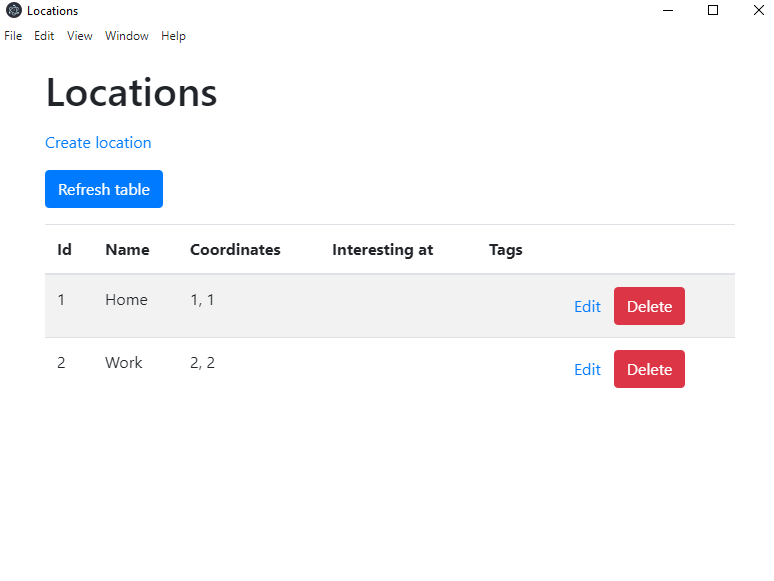 Locations
File Edit View Window Help
Locations
Create location
Refresh table
Id Name Coordinates Interesting at Tags
1 Home 1, 1 Edit Delete
2 Work 2, 2 Edit Delete